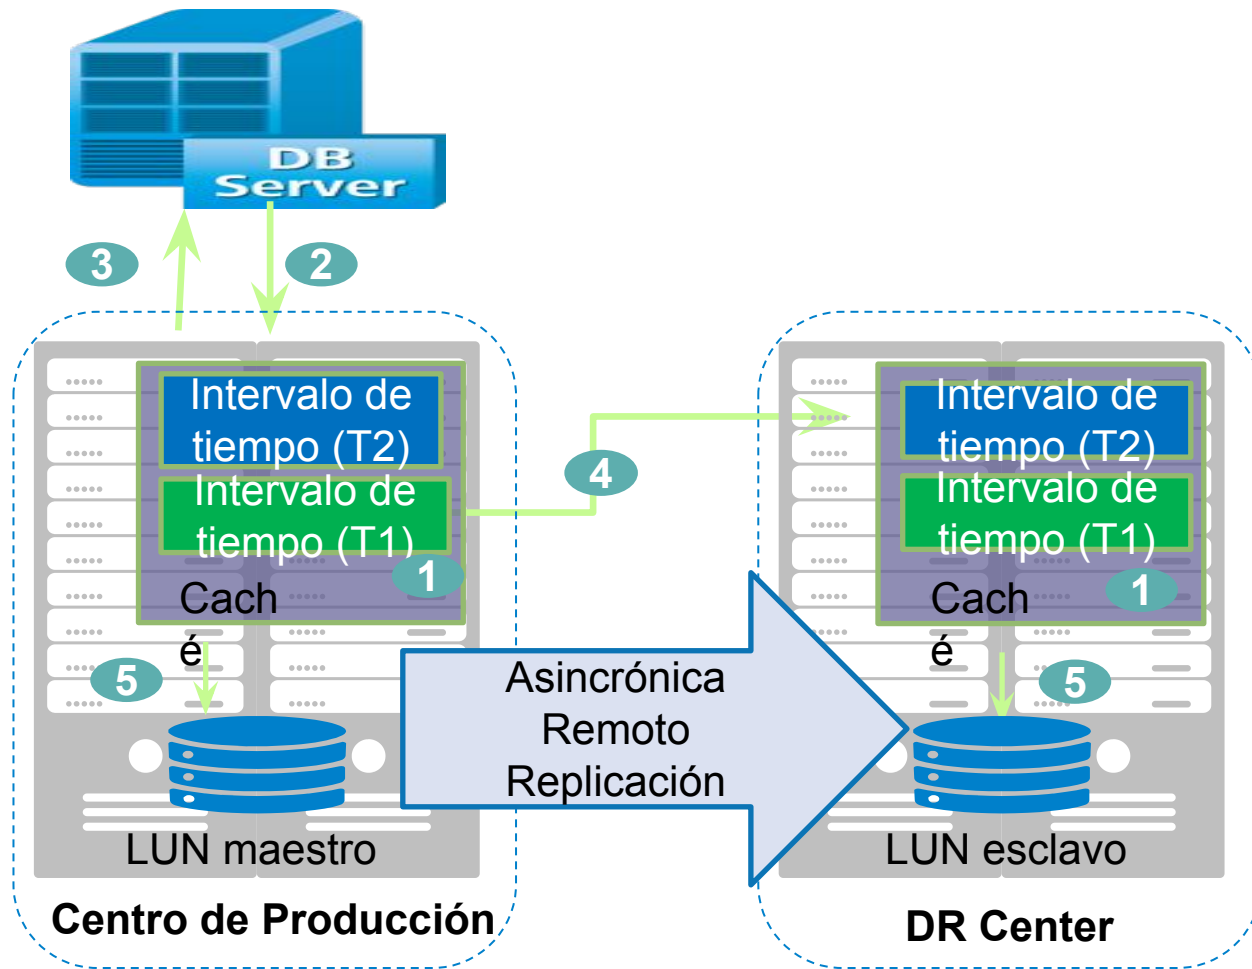 DB
Server
3
2
Intervalo de
tiempo (T2)
Intervalo de
tiempo (T1)
1
Cach
é
5
LUN maestro
Centro de Producción
4
Asincrónica
Remoto
Replicación
Intervalo de
tiempo (T2)
Intervalo de
tiempo (T1)
1
Cach
é
5
LUN esclavo
DR Center